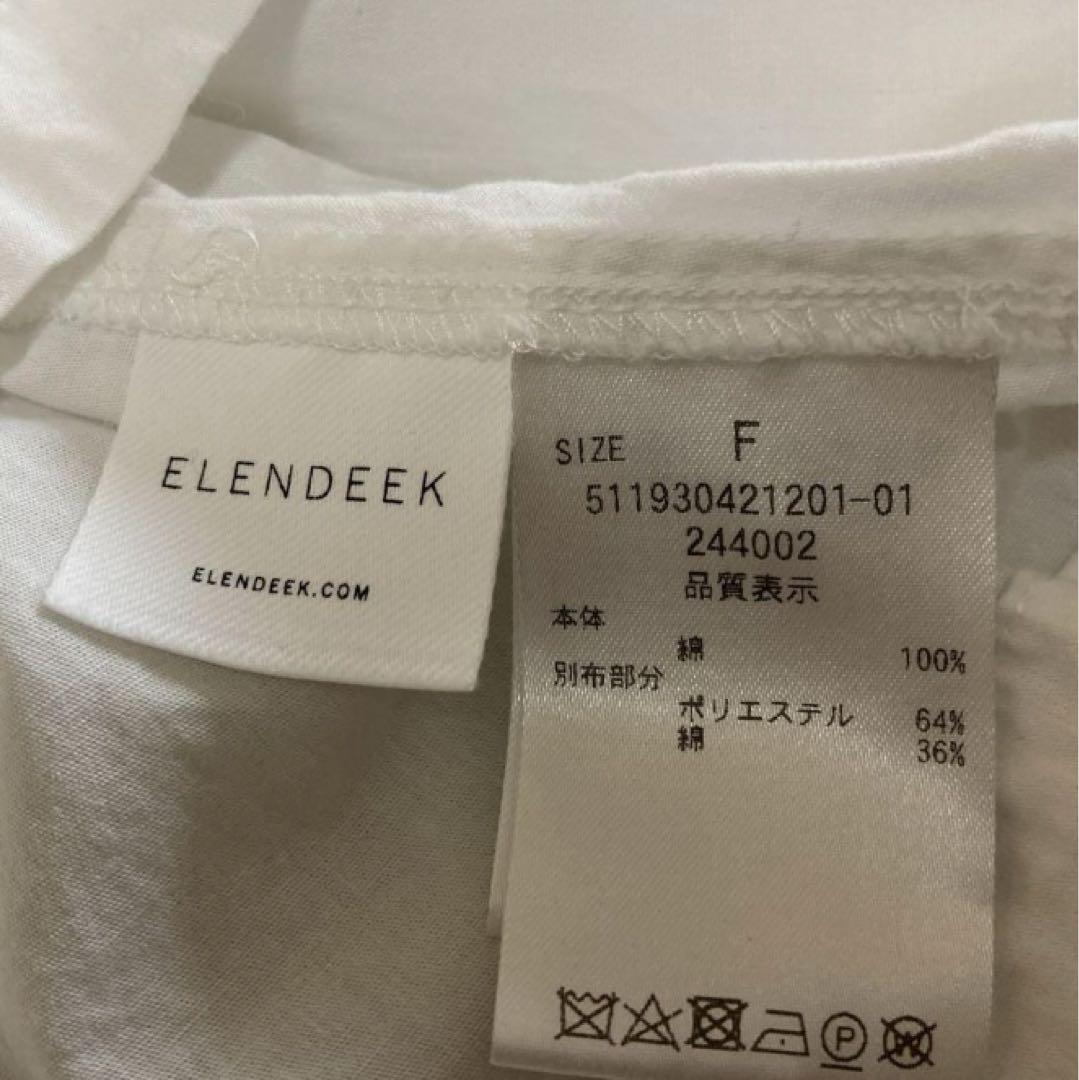 ELENDEEK
ELENDEEK.COM
SIZE F
511930421201-01
244002
品質表示
本体
綿 100%
別布部分
ポリエステル 64%
綿 36%
P
W